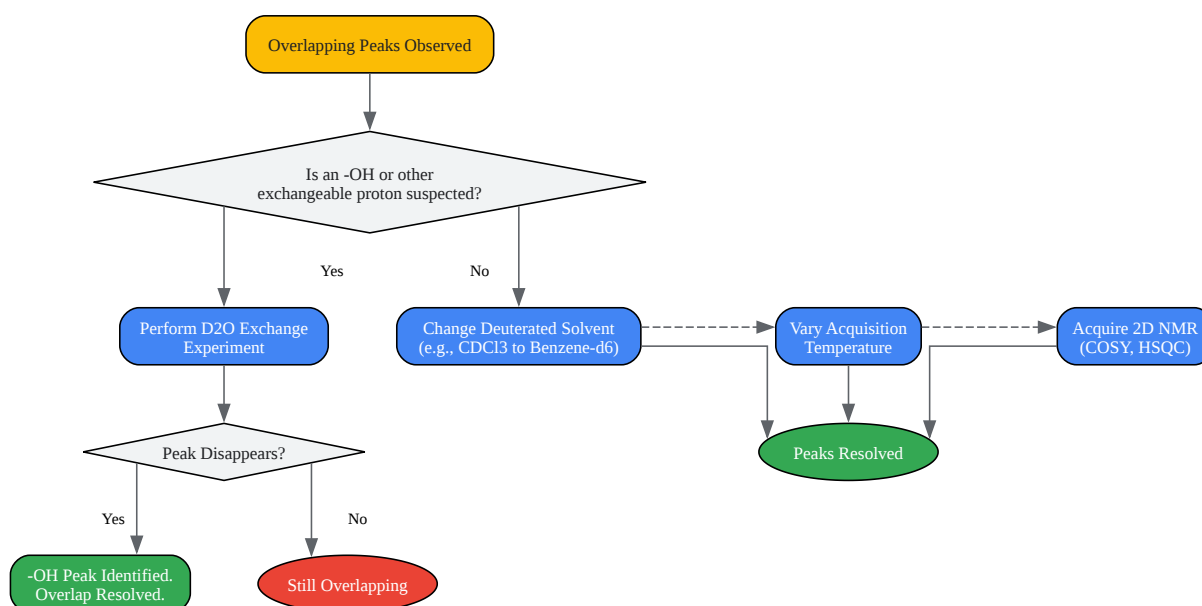 Overlapping Peaks Observed
Is an -OH or other
exchangeable proton suspected?
Yes
No
Perform D2O Exchange
Experiment
Change Deuterated Solvent
(e.g., CDCl3 to Benzene-d6)
Vary Acquisition
Temperature
Acquire 2D NMR
(COSY, HSQC)
Peak Disappears?
Peaks Resolved
Yes
No
-OH Peak Identified.
Overlap Resolved.
Still Overlapping